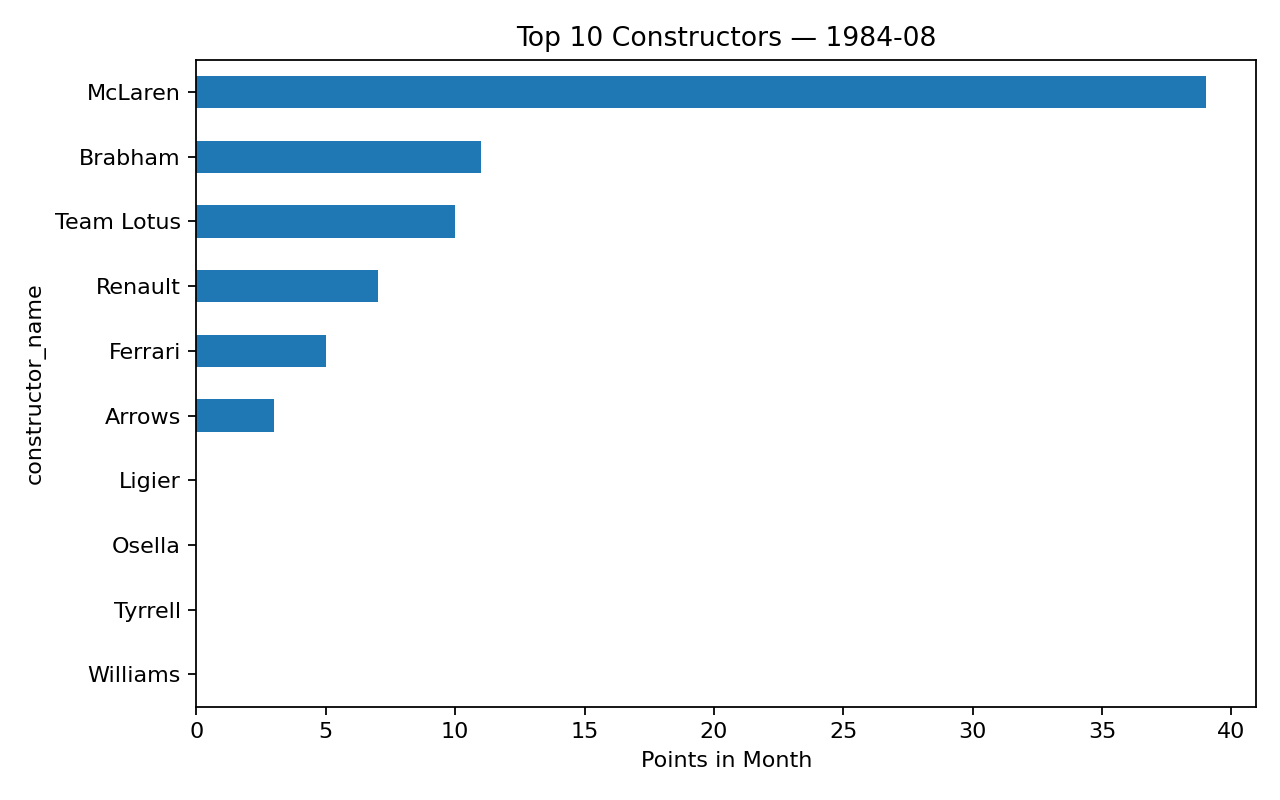 Top 10 Constructors — 1984-08
constructor_name
McLaren
Brabham
Team Lotus
Renault
Ferrari
Arrows
Ligier
Osella
Tyrrell
Williams
0 5 10 15 20 25 30 35 40
Points in Month